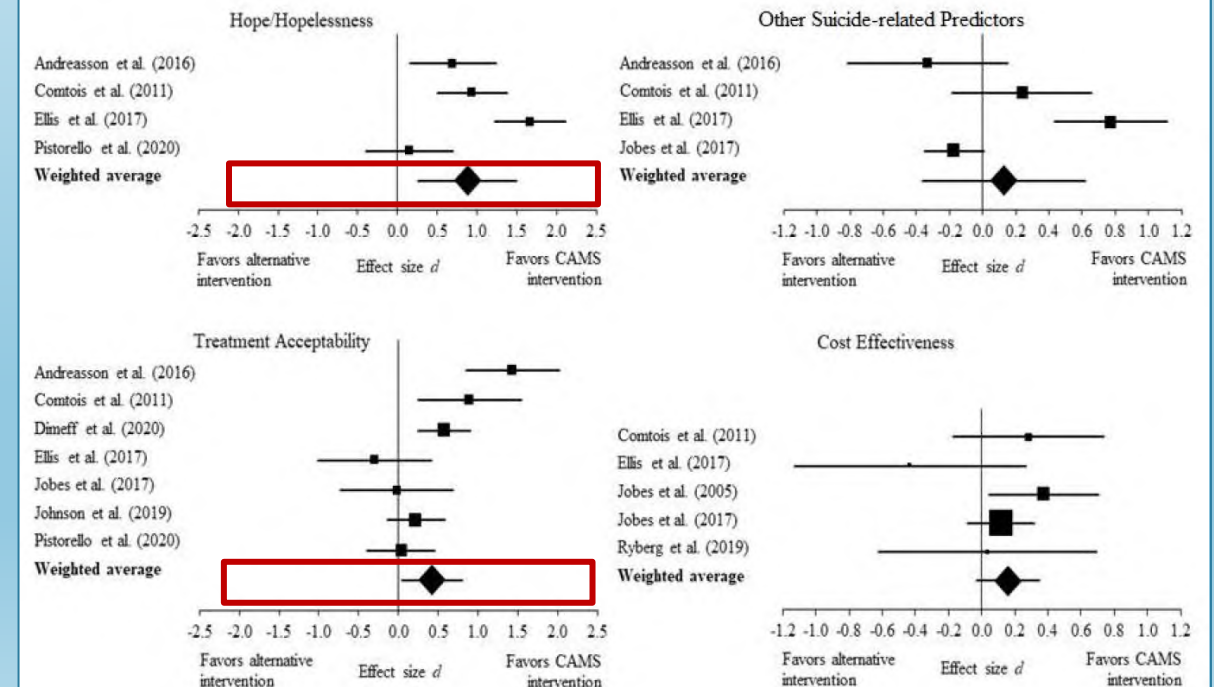 Hope/Hopelessness
Andreasson et al. (2016)
Comtois et al. (2011)
Ellis et al. (2017)
Pistorello et al. (2020)
Weighted average
-2.5 -2.0 -1.5 -1.0 -0.5 0.0 0.5 1.0 1.5 2.0 2.5
Favors alternative intervention
Effect size d
Favors CAMS intervention
Other Suicide-related Predictors
Andreasson et al. (2016)
Comtois et al. (2011)
Ellis et al. (2017)
Jobes et al. (2017)
Weighted average
-1.2 -1.0 -0.8 -0.6 -0.4 -0.2 0.0 0.2 0.4 0.6 0.8 1.0 1.2
Favors alternative intervention
Effect size d
Favors CAMS intervention
Treatment Acceptability
Andreasson et al. (2016)
Comtois et al. (2011)
Dimeff et al. (2020)
Ellis et al. (2017)
Jobes et al. (2017)
Johnson et al. (2019)
Pistorello et al. (2020)
Weighted average
-2.5 -2.0 -1.5 -1.0 -0.5 0.0 0.5 1.0 1.5 2.0 2.5
Favors alternative intervention
Effect size d
Favors CAMS intervention
Cost Effectiveness
Comtois et al. (2011)
Ellis et al. (2017)
Jobes et al. (2005)
Jobes et al. (2017)
Ryberg et al. (2019)
Weighted average
-1.2 -1.0 -0.8 -0.6 -0.4 -0.2 0.0 0.2 0.4 0.6 0.8 1.0 1.2
Favors alternative intervention
Effect size d
Favors CAMS intervention